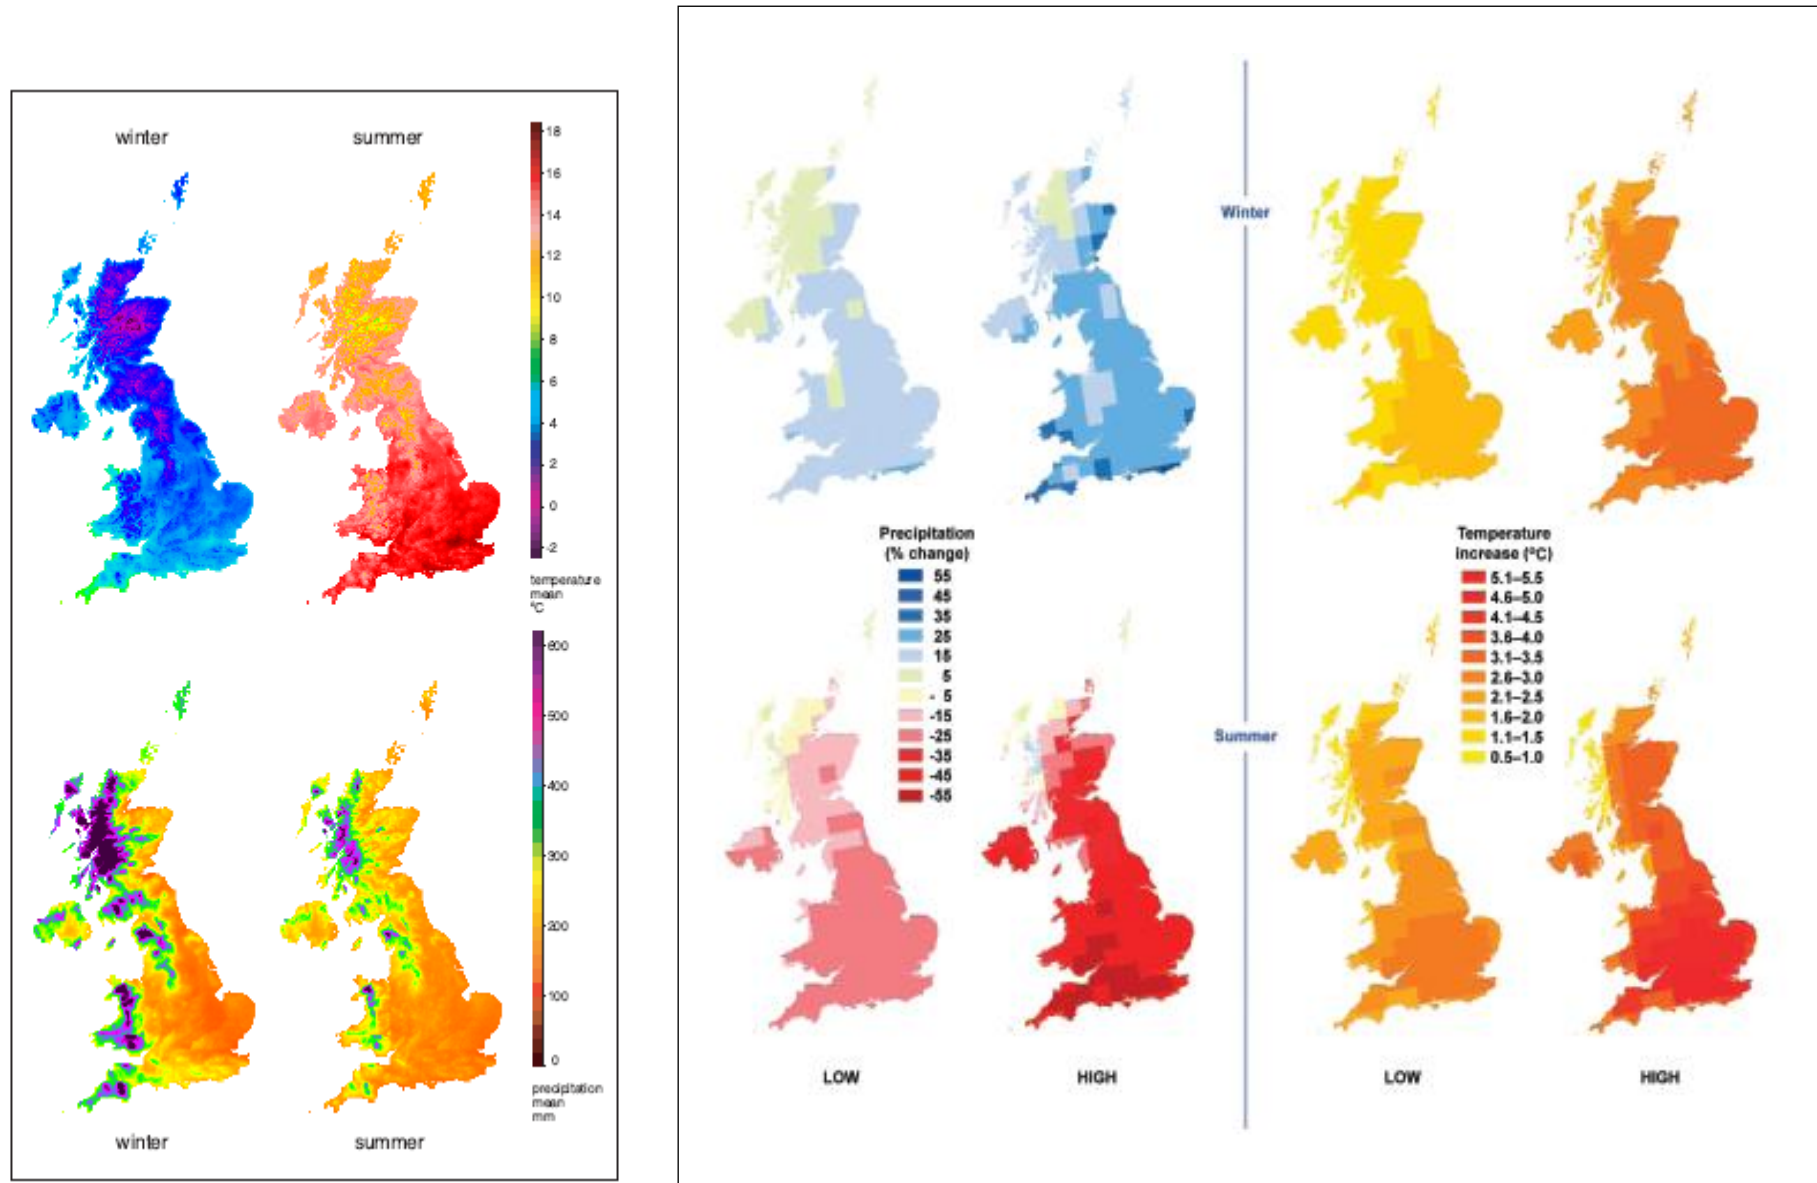 winter
summer
18
16
14
12
10
8
6
4
2
0
-2
temperature
mean
ºC
600
500
400
300
200
100
0
precipitation
mean
mm
winter
summer
Winter
Precipitation
(% change)
55
45
35
25
15
5
- 5
-15
-25
-35
-45
-55
Temperature
increase (ºC)
5.1–5.5
4.6–5.0
4.1–4.5
3.6–4.0
3.1–3.5
2.6–3.0
2.1–2.5
1.6–2.0
1.1–1.5
0.5–1.0
Summer
LOW
HIGH
LOW
HIGH